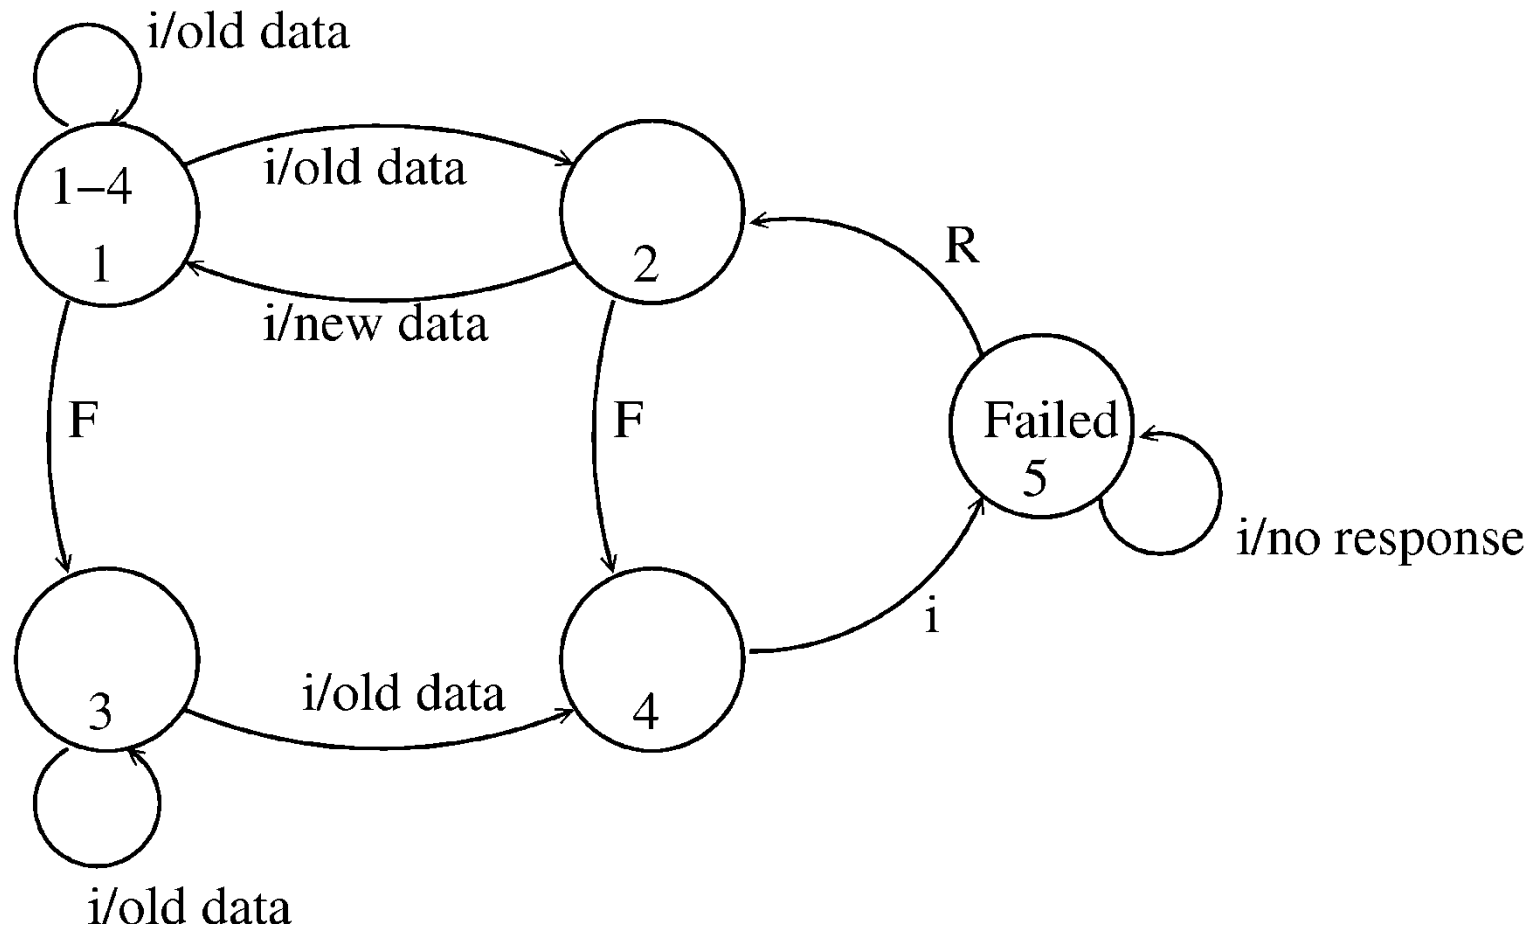 i/old data
1–4
1
i/old data
2
i/new data
R
F
F
Failed
5
i/no response
i
3
i/old data
4
i/old data